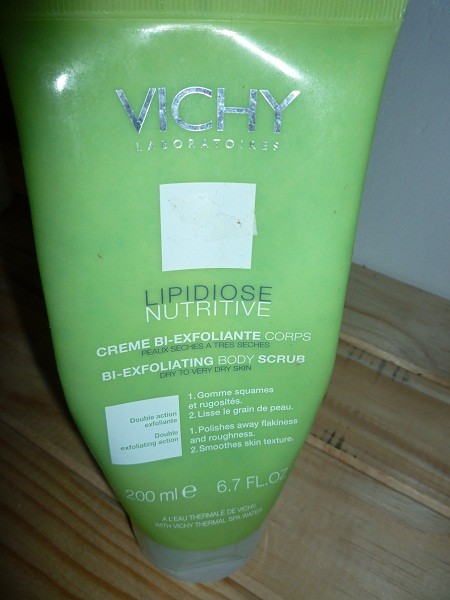 VICHY
LABORATOIRES
LIPIDIOSE
NUTRITIVE
CREME BI-EXFOLIANTE CORPS
PEAUX SECHES A TRES SECHES
BI-EXFOLIATING BODY SCRUB
DRY TO VERY DRY SKIN
Double action
exfoliante
Double
exfoliating action
1. Gomme squames
et rugosités.
2. Lisse le grain de peau.
1. Polishes away flakiness
and roughness.
2. Smoothes skin texture.
200 ml e 6.7 FL.OZ
A L'EAU THERMALE DE VICHY
WITH VICHY THERMAL SPA WATER